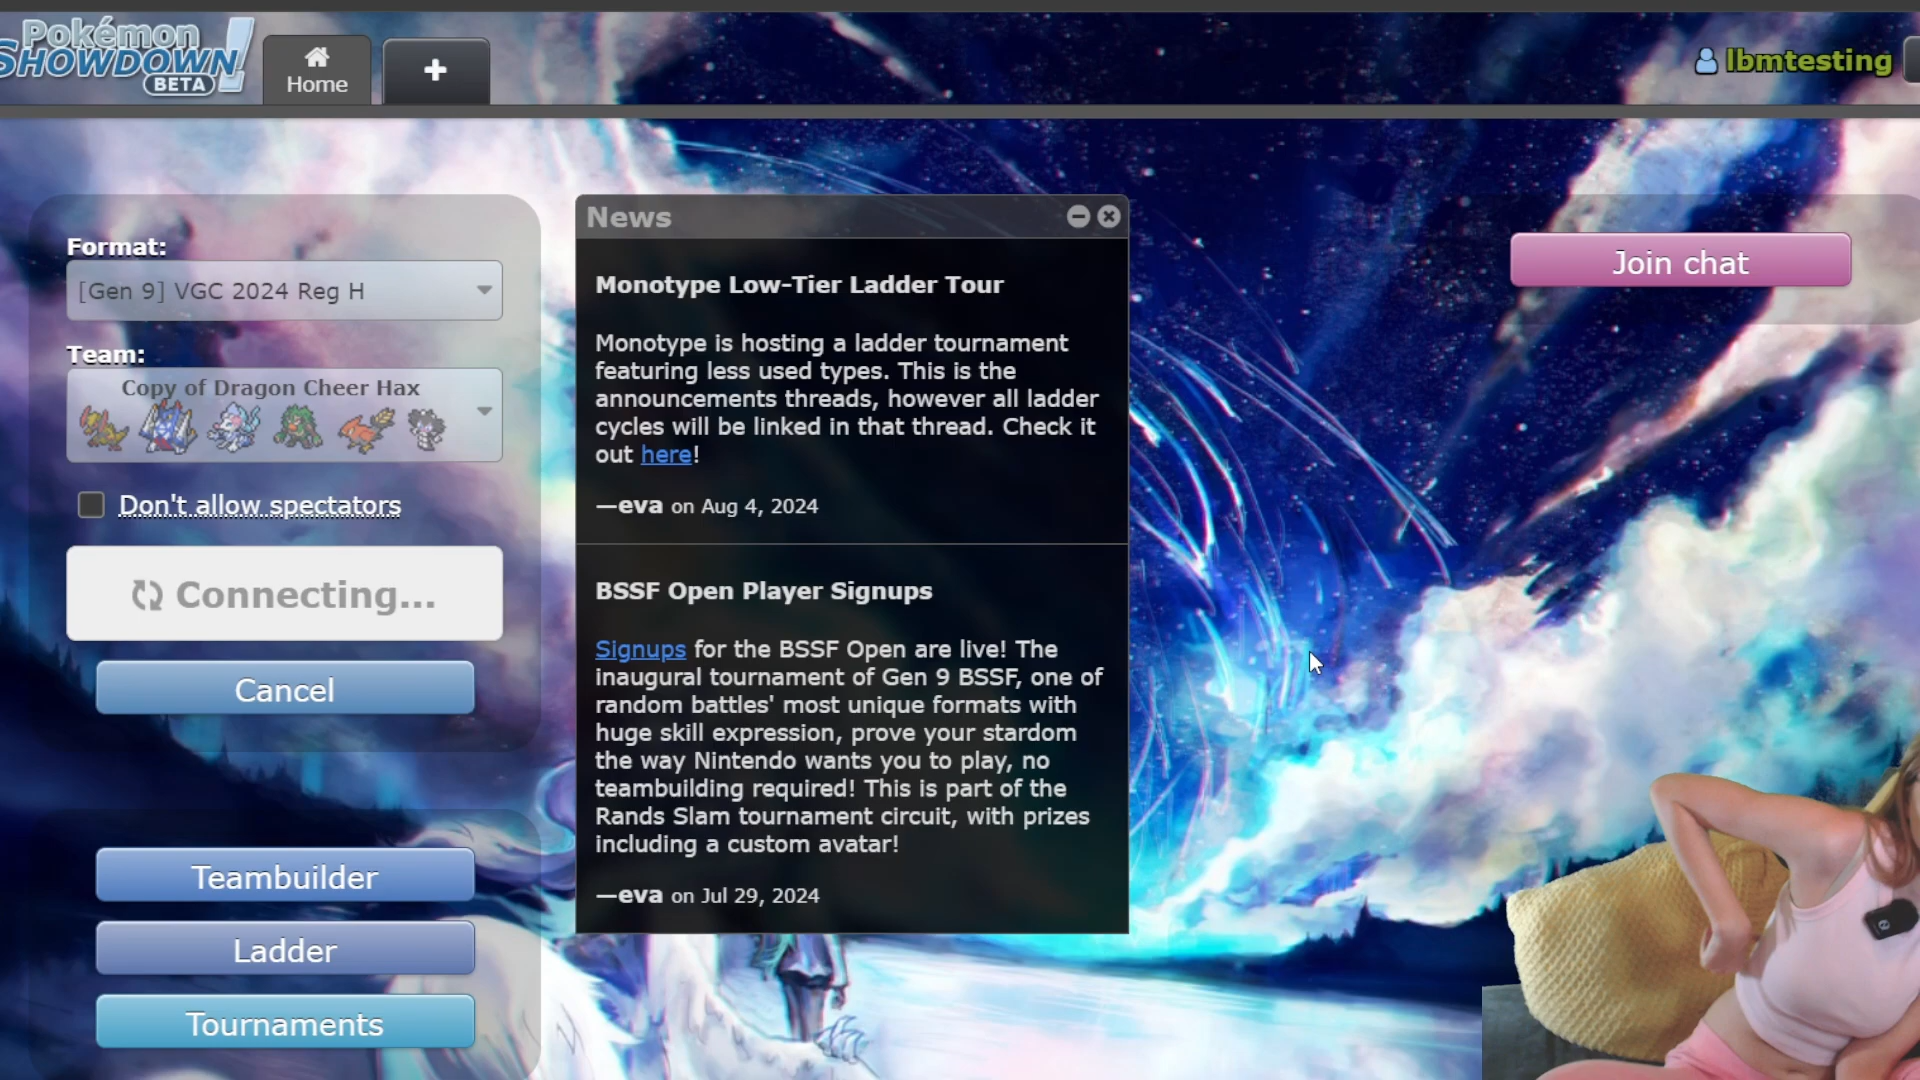 Pokémon
SHOWDOWN!
BETA
Home
lbmtesting
Format:
[Gen 9] VGC 2024 Reg H
Team:
Copy of Dragon Cheer Hax
Don't allow spectators
Connecting...
Cancel
Teambuilder
Ladder
Tournaments
News
Monotype Low-Tier Ladder Tour
Monotype is hosting a ladder tournament
featuring less used types. This is the
announcements threads, however all ladder
cycles will be linked in that thread. Check it
out here!
—eva on Aug 4, 2024
BSSF Open Player Signups
Signups for the BSSF Open are live! The
inaugural tournament of Gen 9 BSSF, one of
random battles' most unique formats with
huge skill expression, prove your stardom
the way Nintendo wants you to play, no
teambuilding required! This is part of the
Rands Slam tournament circuit, with prizes
including a custom avatar!
—eva on Jul 29, 2024
Join chat